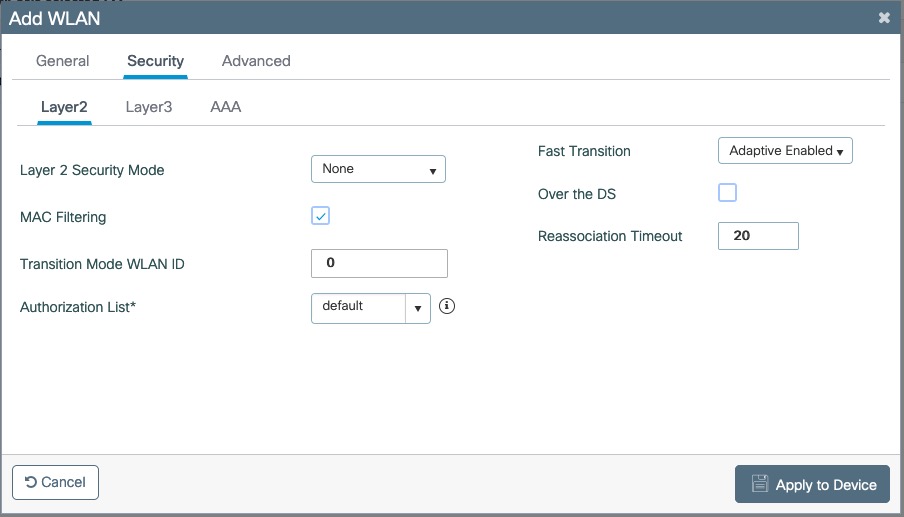 Add WLAN
General
Security
Advanced
Layer2
Layer3
AAA
Layer 2 Security Mode
None
MAC Filtering
Transition Mode WLAN ID
0
Authorization List*
default
Fast Transition
Adaptive Enabled
Over the DS
Reassociation Timeout
20
Cancel
Apply to Device